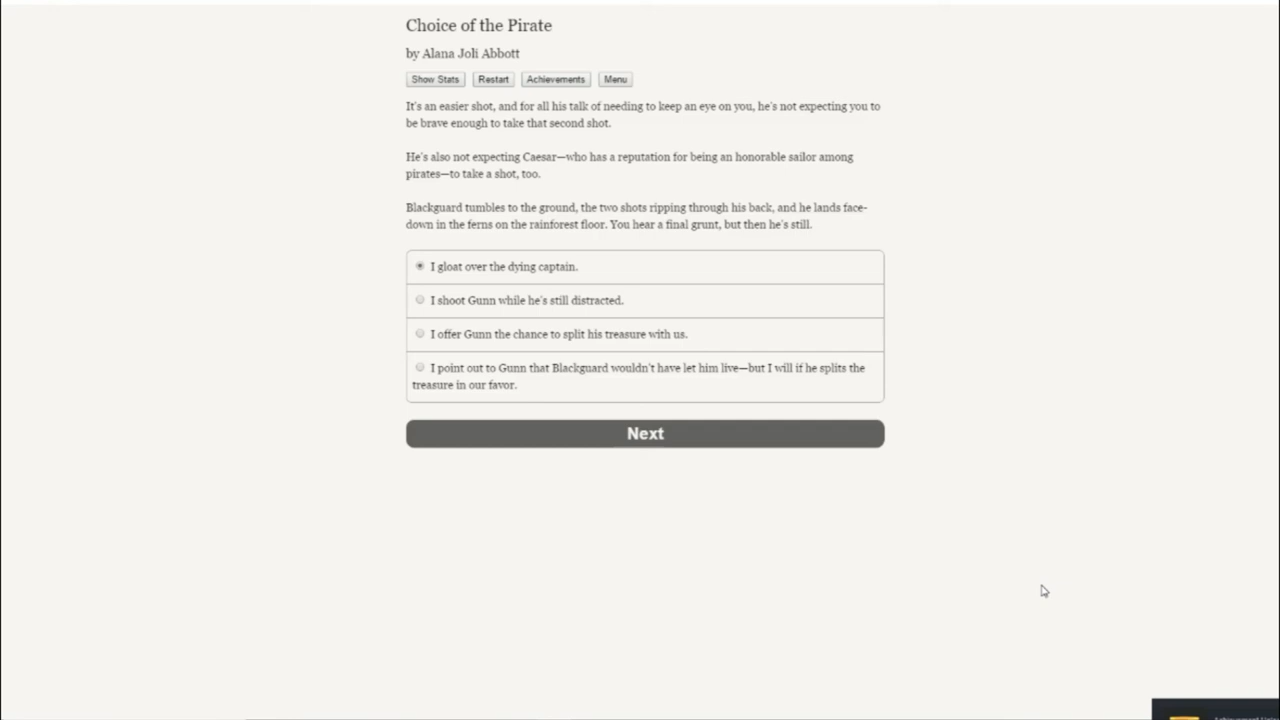 Choice of the Pirate
by Alana Joli Abbott
Show Stats Restart Achievements Menu
It's an easier shot, and for all his talk of needing to keep an eye on you, he's not expecting you to
be brave enough to take that second shot.
He's also not expecting Caesar—who has a reputation for being an honorable sailor among
pirates—to take a shot, too.
Blackguard tumbles to the ground, the two shots ripping through his back, and he lands face-
down in the ferns on the rainforest floor. You hear a final grunt, but then he's still.
I gloat over the dying captain.
I shoot Gunn while he's still distracted.
I offer Gunn the chance to split his treasure with us.
I point out to Gunn that Blackguard wouldn't have let him live—but I will if he splits the
treasure in our favor.
Next